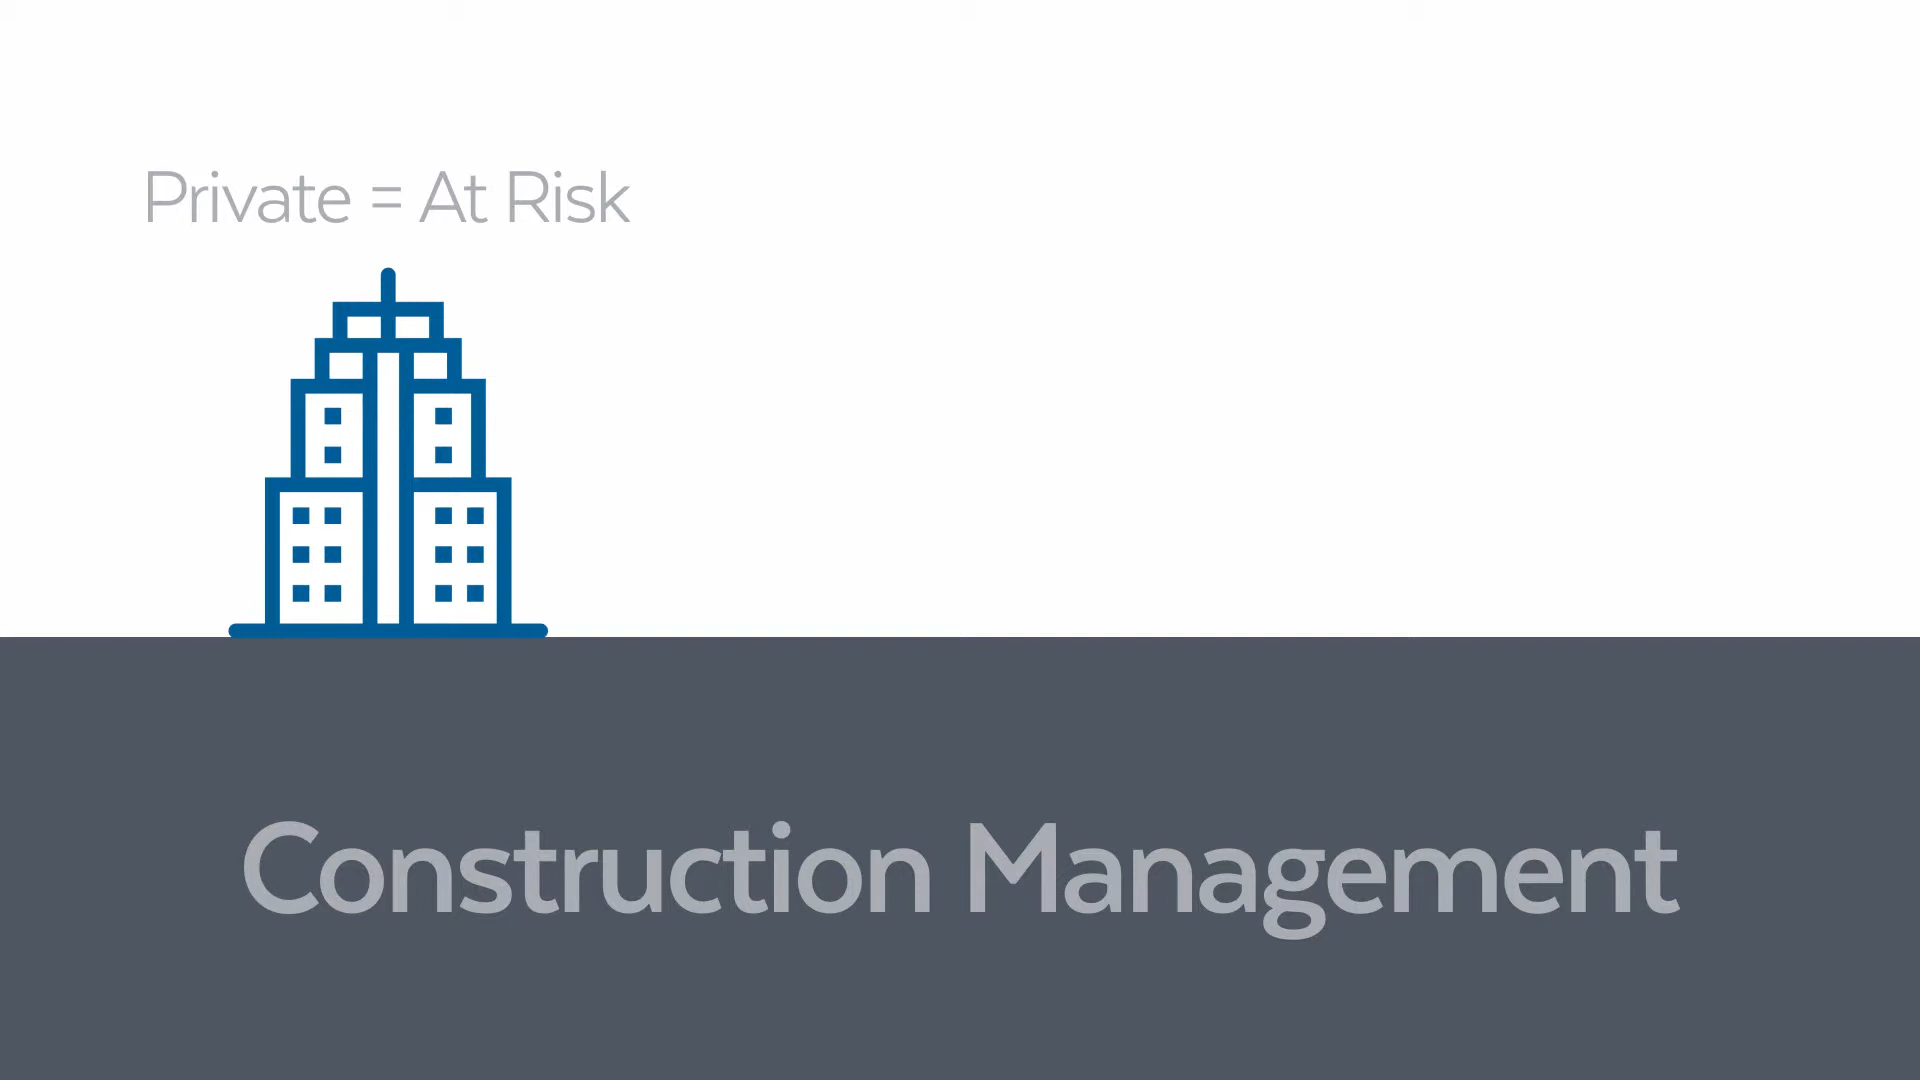 Private = At Risk
Construction Management